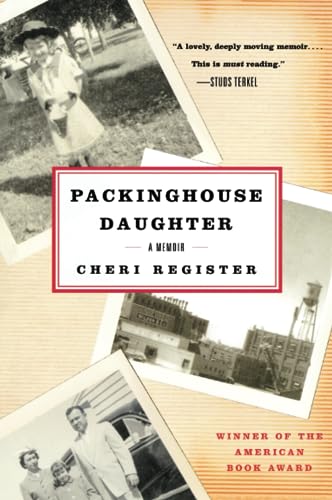 "A lovely, deeply moving memoir....
This is must reading."
—STUDS TERKEL
PACKINGHOUSE
DAUGHTER
A MEMOIR
CHERI REGISTER
WINNER OF THE
AMERICAN
BOOK AWARD